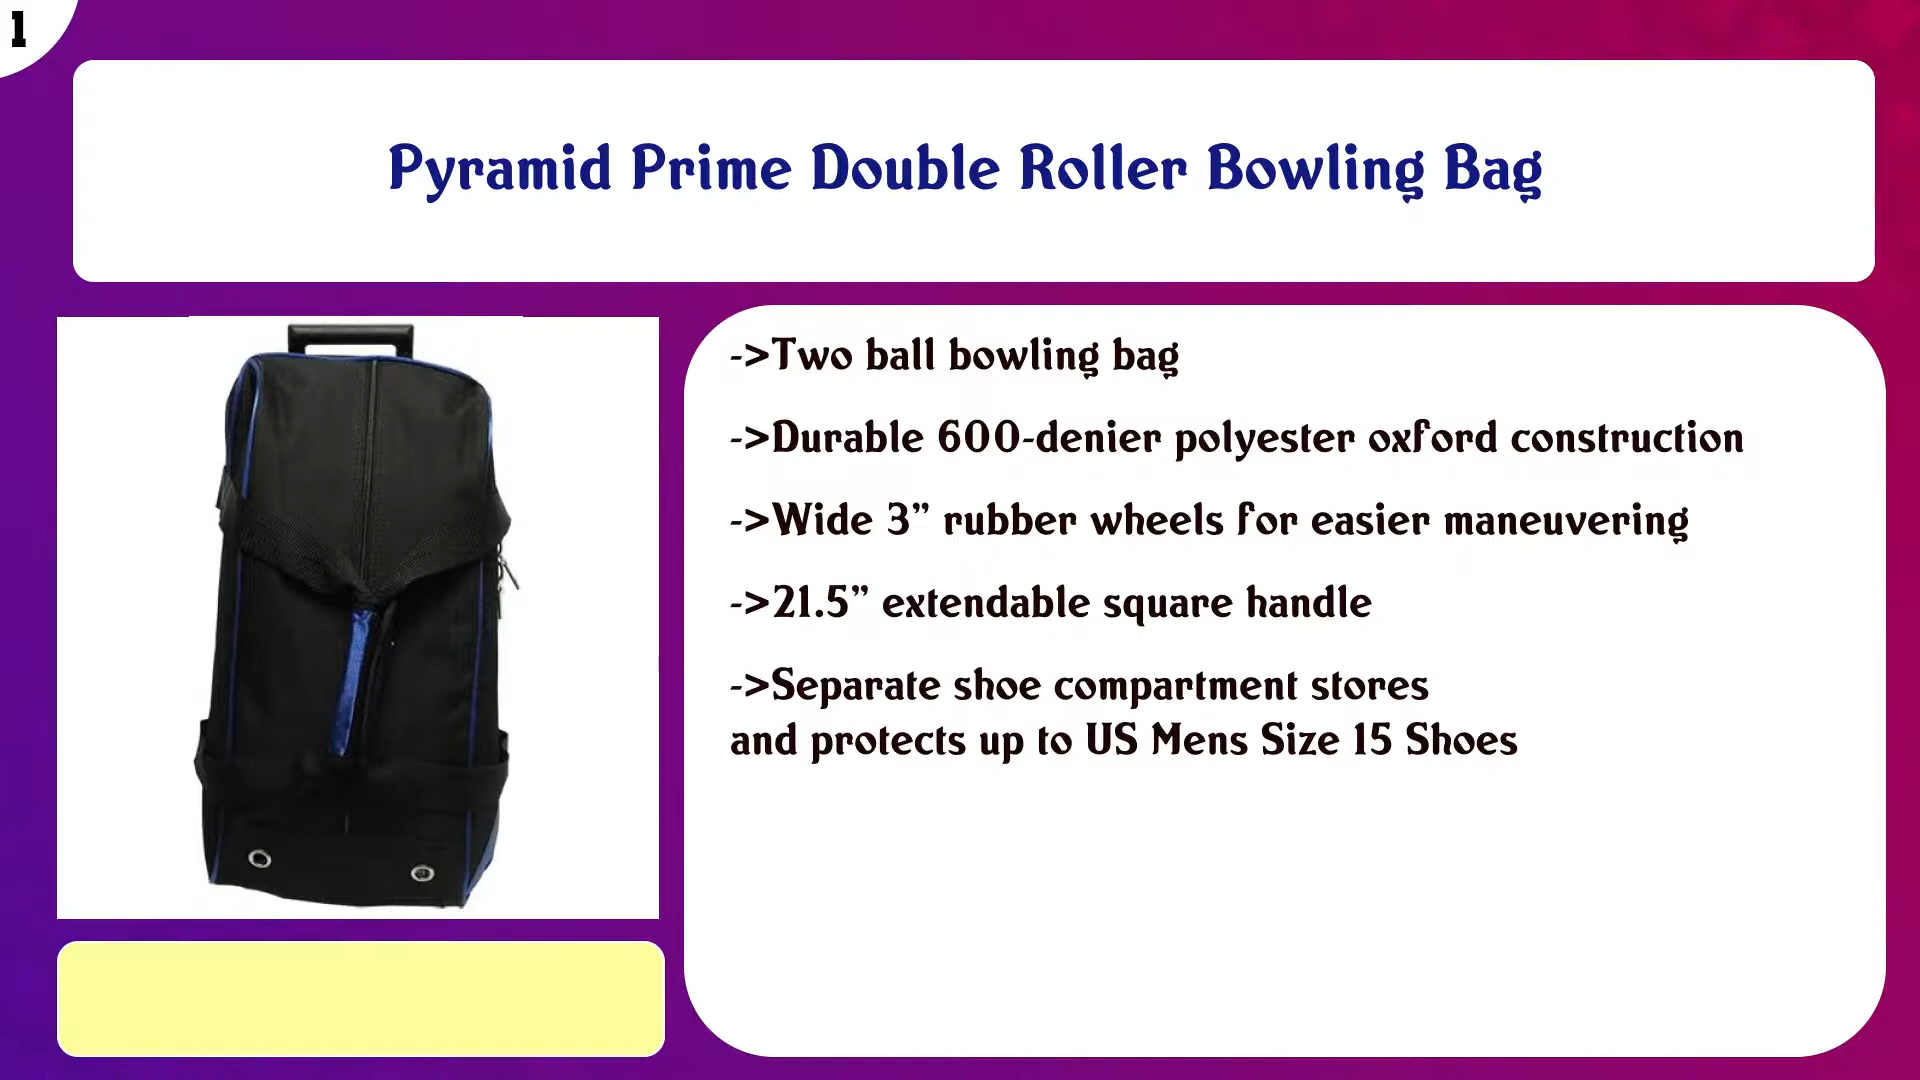 1
Pyramid Prime Double Roller Bowling Bag
->Two ball bowling bag
->Durable 600-denier polyester oxford construction
->Wide 3” rubber wheels for easier maneuvering
->21.5” extendable square handle
->Separate shoe compartment stores
and protects up to US Mens Size 15 Shoes